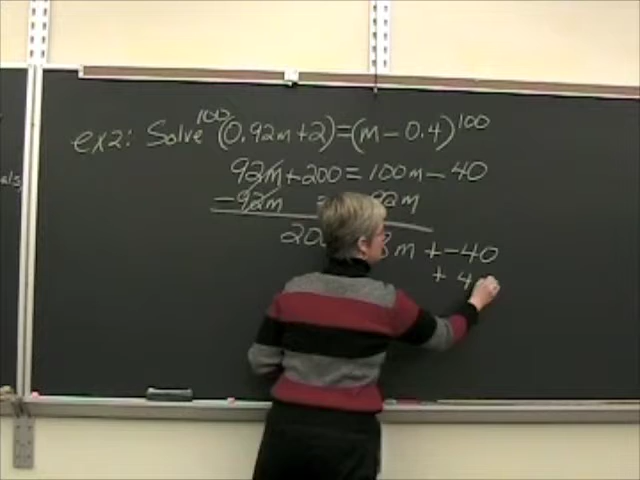 als,
ex2: Solve 100(0.92m+2)=(m-0.4)100
92m+200=100m-40
-92m = 92m
200 8m +-40
+ 4